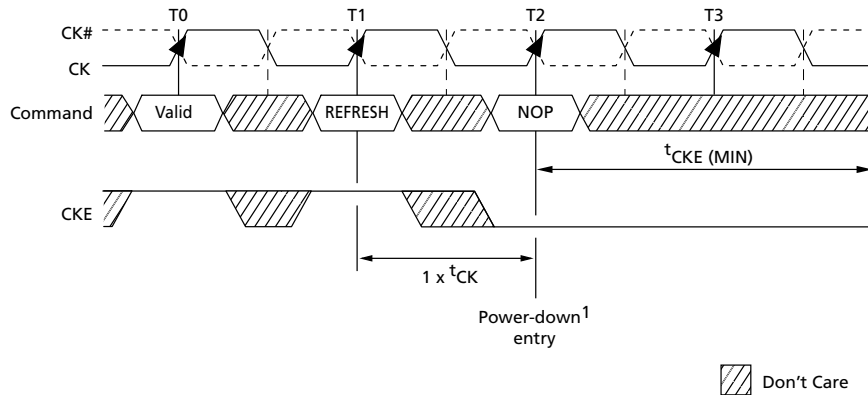 T0 T1 T2 T3
CK#
CK
Command Valid REFRESH NOP
tCKE (MIN)
CKE
1 x tCK
Power-down1
entry
Don't Care